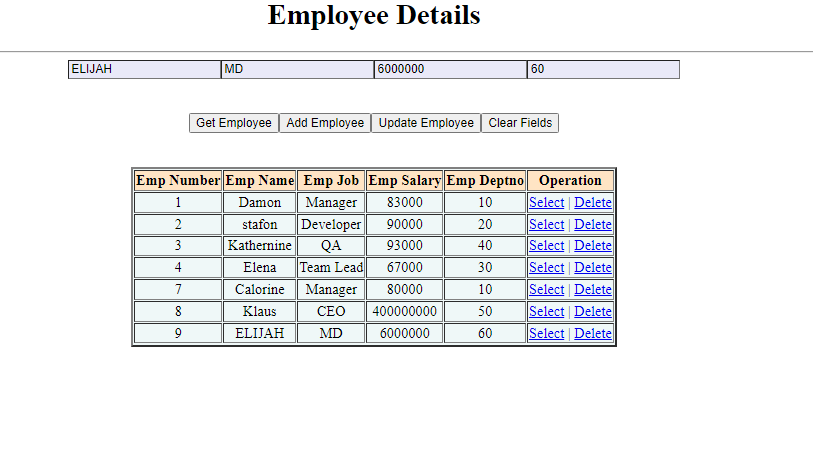 Employee Details
ELIJAH MD 6000000 60
Get Employee Add Employee Update Employee Clear Fields
Emp Number Emp Name Emp Job Emp Salary Emp Deptno Operation
1 Damon Manager 83000 10 Select | Delete
2 stafon Developer 90000 20 Select | Delete
3 Kathernine QA 93000 40 Select | Delete
4 Elena Team Lead 67000 30 Select | Delete
7 Calorine Manager 80000 10 Select | Delete
8 Klaus CEO 400000000 50 Select | Delete
9 ELIJAH MD 6000000 60 Select | Delete